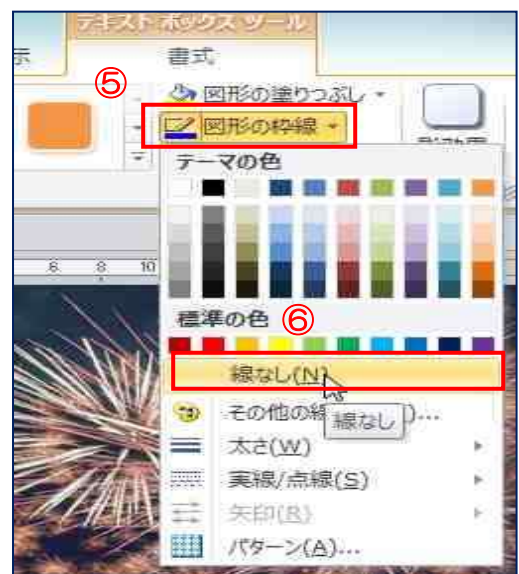 テキスト ボックス ツール
示
書式
⑤
図形の塗りつぶし
図形の枠線
テーマの色
6 8 10
標準の色
⑥
線なし(N)
その他の線
)...
線なし
太さ(W)
実線/点線(S)
矢印(R)
パターン(A)...